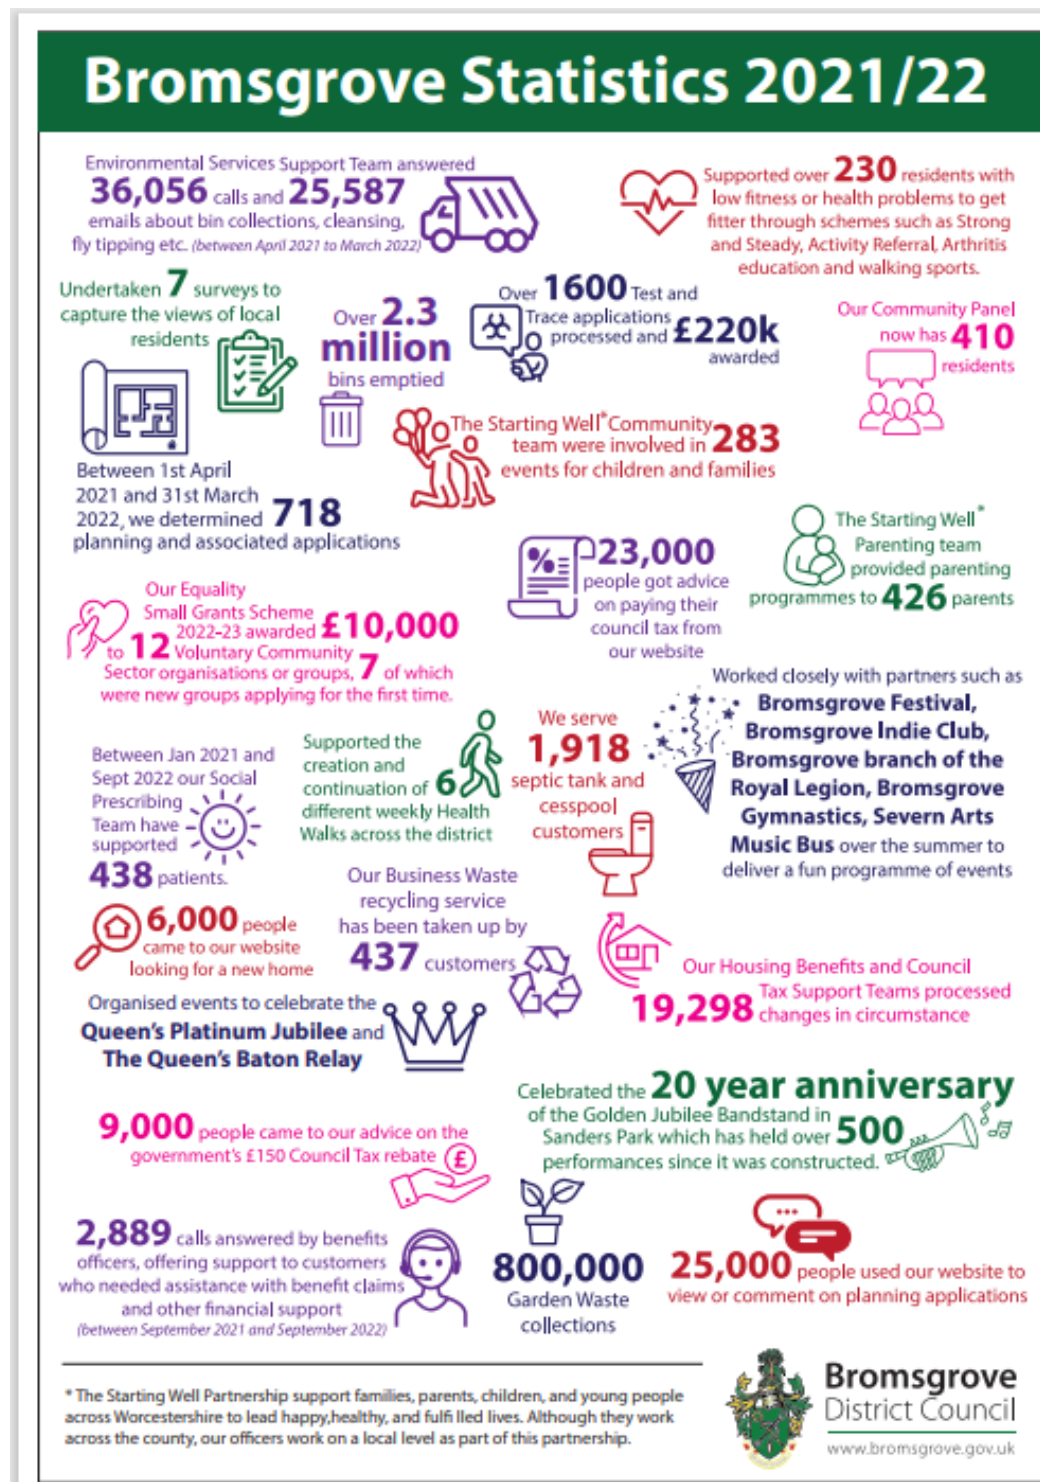 Bromsgrove Statistics 2021/22
Environmental Services Support Team answered
36,056 calls and 25,587
emails about bin collections, cleansing,
fly tipping etc. (between April 2021 to March 2022)
Supported over 230 residents with
low fitness or health problems to get
fitter through schemes such as Strong
and Steady, Activity Referral, Arthritis
education and walking sports.
Undertaken 7 surveys to
capture the views of local
residents
Over 2.3
million
bins emptied
Over 1600 Test and
Trace applications
processed and £220k
awarded
Our Community Panel
now has 410
residents
The Starting Well* Community
team were involved in 283
events for children and families
Between 1st April
2021 and 31st March
2022, we determined 718
planning and associated applications
%
23,000
people got advice
on paying their
council tax from
our website
The Starting Well*
Parenting team
provided parenting
programmes to 426 parents
Our Equality
Small Grants Scheme
2022-23 awarded £10,000
to 12 Voluntary Community
Sector organisations or groups, 7 of which
were new groups applying for the first time.
Worked closely with partners such as
Bromsgrove Festival,
Bromsgrove Indie Club,
Bromsgrove branch of the
Royal Legion, Bromsgrove
Gymnastics, Severn Arts
Music Bus over the summer to
deliver a fun programme of events
Between Jan 2021 and
Sept 2022 our Social
Prescribing
Team have
supported
438 patients.
Supported the
creation and
continuation of 6
different weekly Health
Walks across the district
We serve
1,918
septic tank and
cesspool
customers
Our Business Waste
recycling service
has been taken up by
437 customers
6,000 people
came to our website
looking for a new home
Our Housing Benefits and Council
Tax Support Teams processed
19,298 changes in circumstance
Organised events to celebrate the
Queen's Platinum Jubilee and
The Queen's Baton Relay
Celebrated the 20 year anniversary
of the Golden Jubilee Bandstand in
Sanders Park which has held over 500
performances since it was constructed.
9,000 people came to our advice on the
government's £150 Council Tax rebate £
2,889 calls answered by benefits
officers, offering support to customers
who needed assistance with benefit claims
and other financial support
(between September 2021 and September 2022)
800,000
Garden Waste
collections
25,000 people used our website to
view or comment on planning applications
* The Starting Well Partnership support families, parents, children, and young people
across Worcestershire to lead happy,healthy, and fulfi lled lives. Although they work
across the county, our officers work on a local level as part of this partnership.
Bromsgrove
District Council
www.bromsgrove.gov.uk